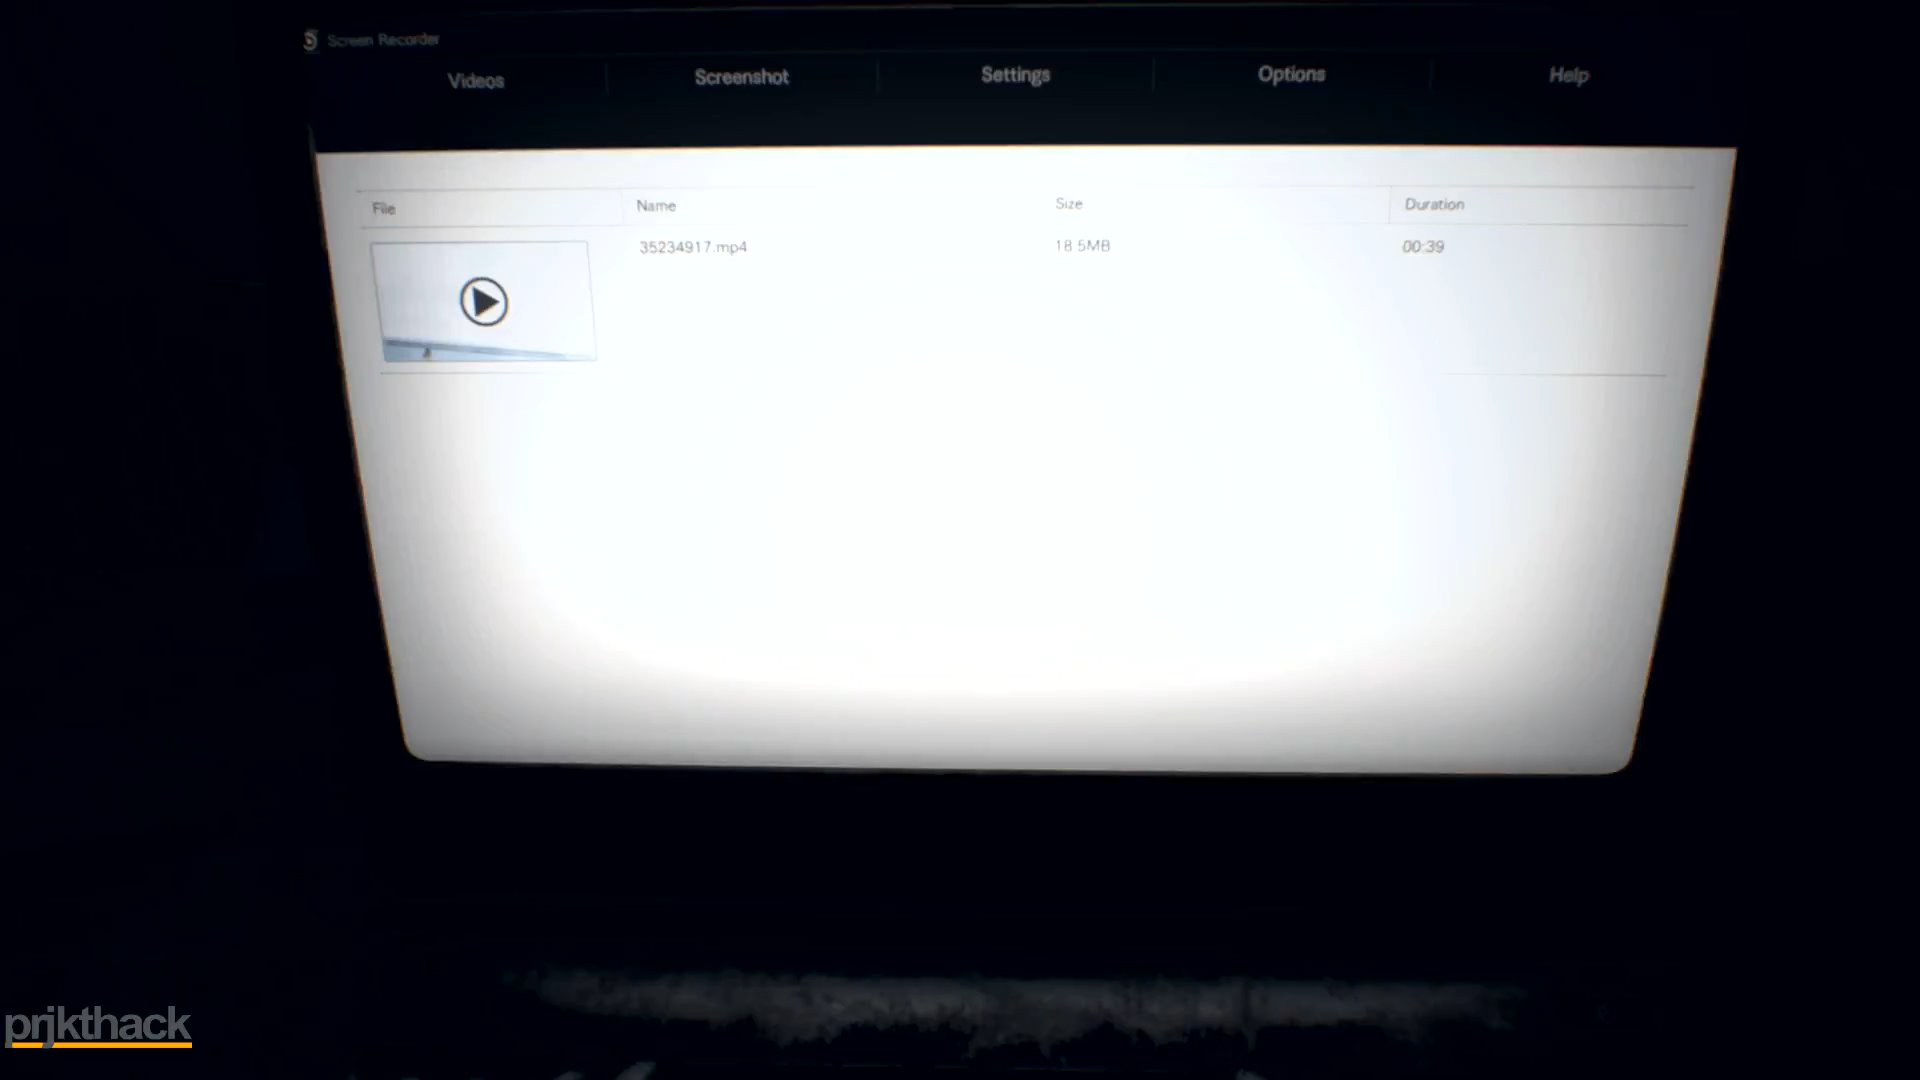 Screen Recorder
Videos Screenshot Settings Options Help
File Name Size Duration
35234917.mp4 18.5MB 00:39
prjkthack